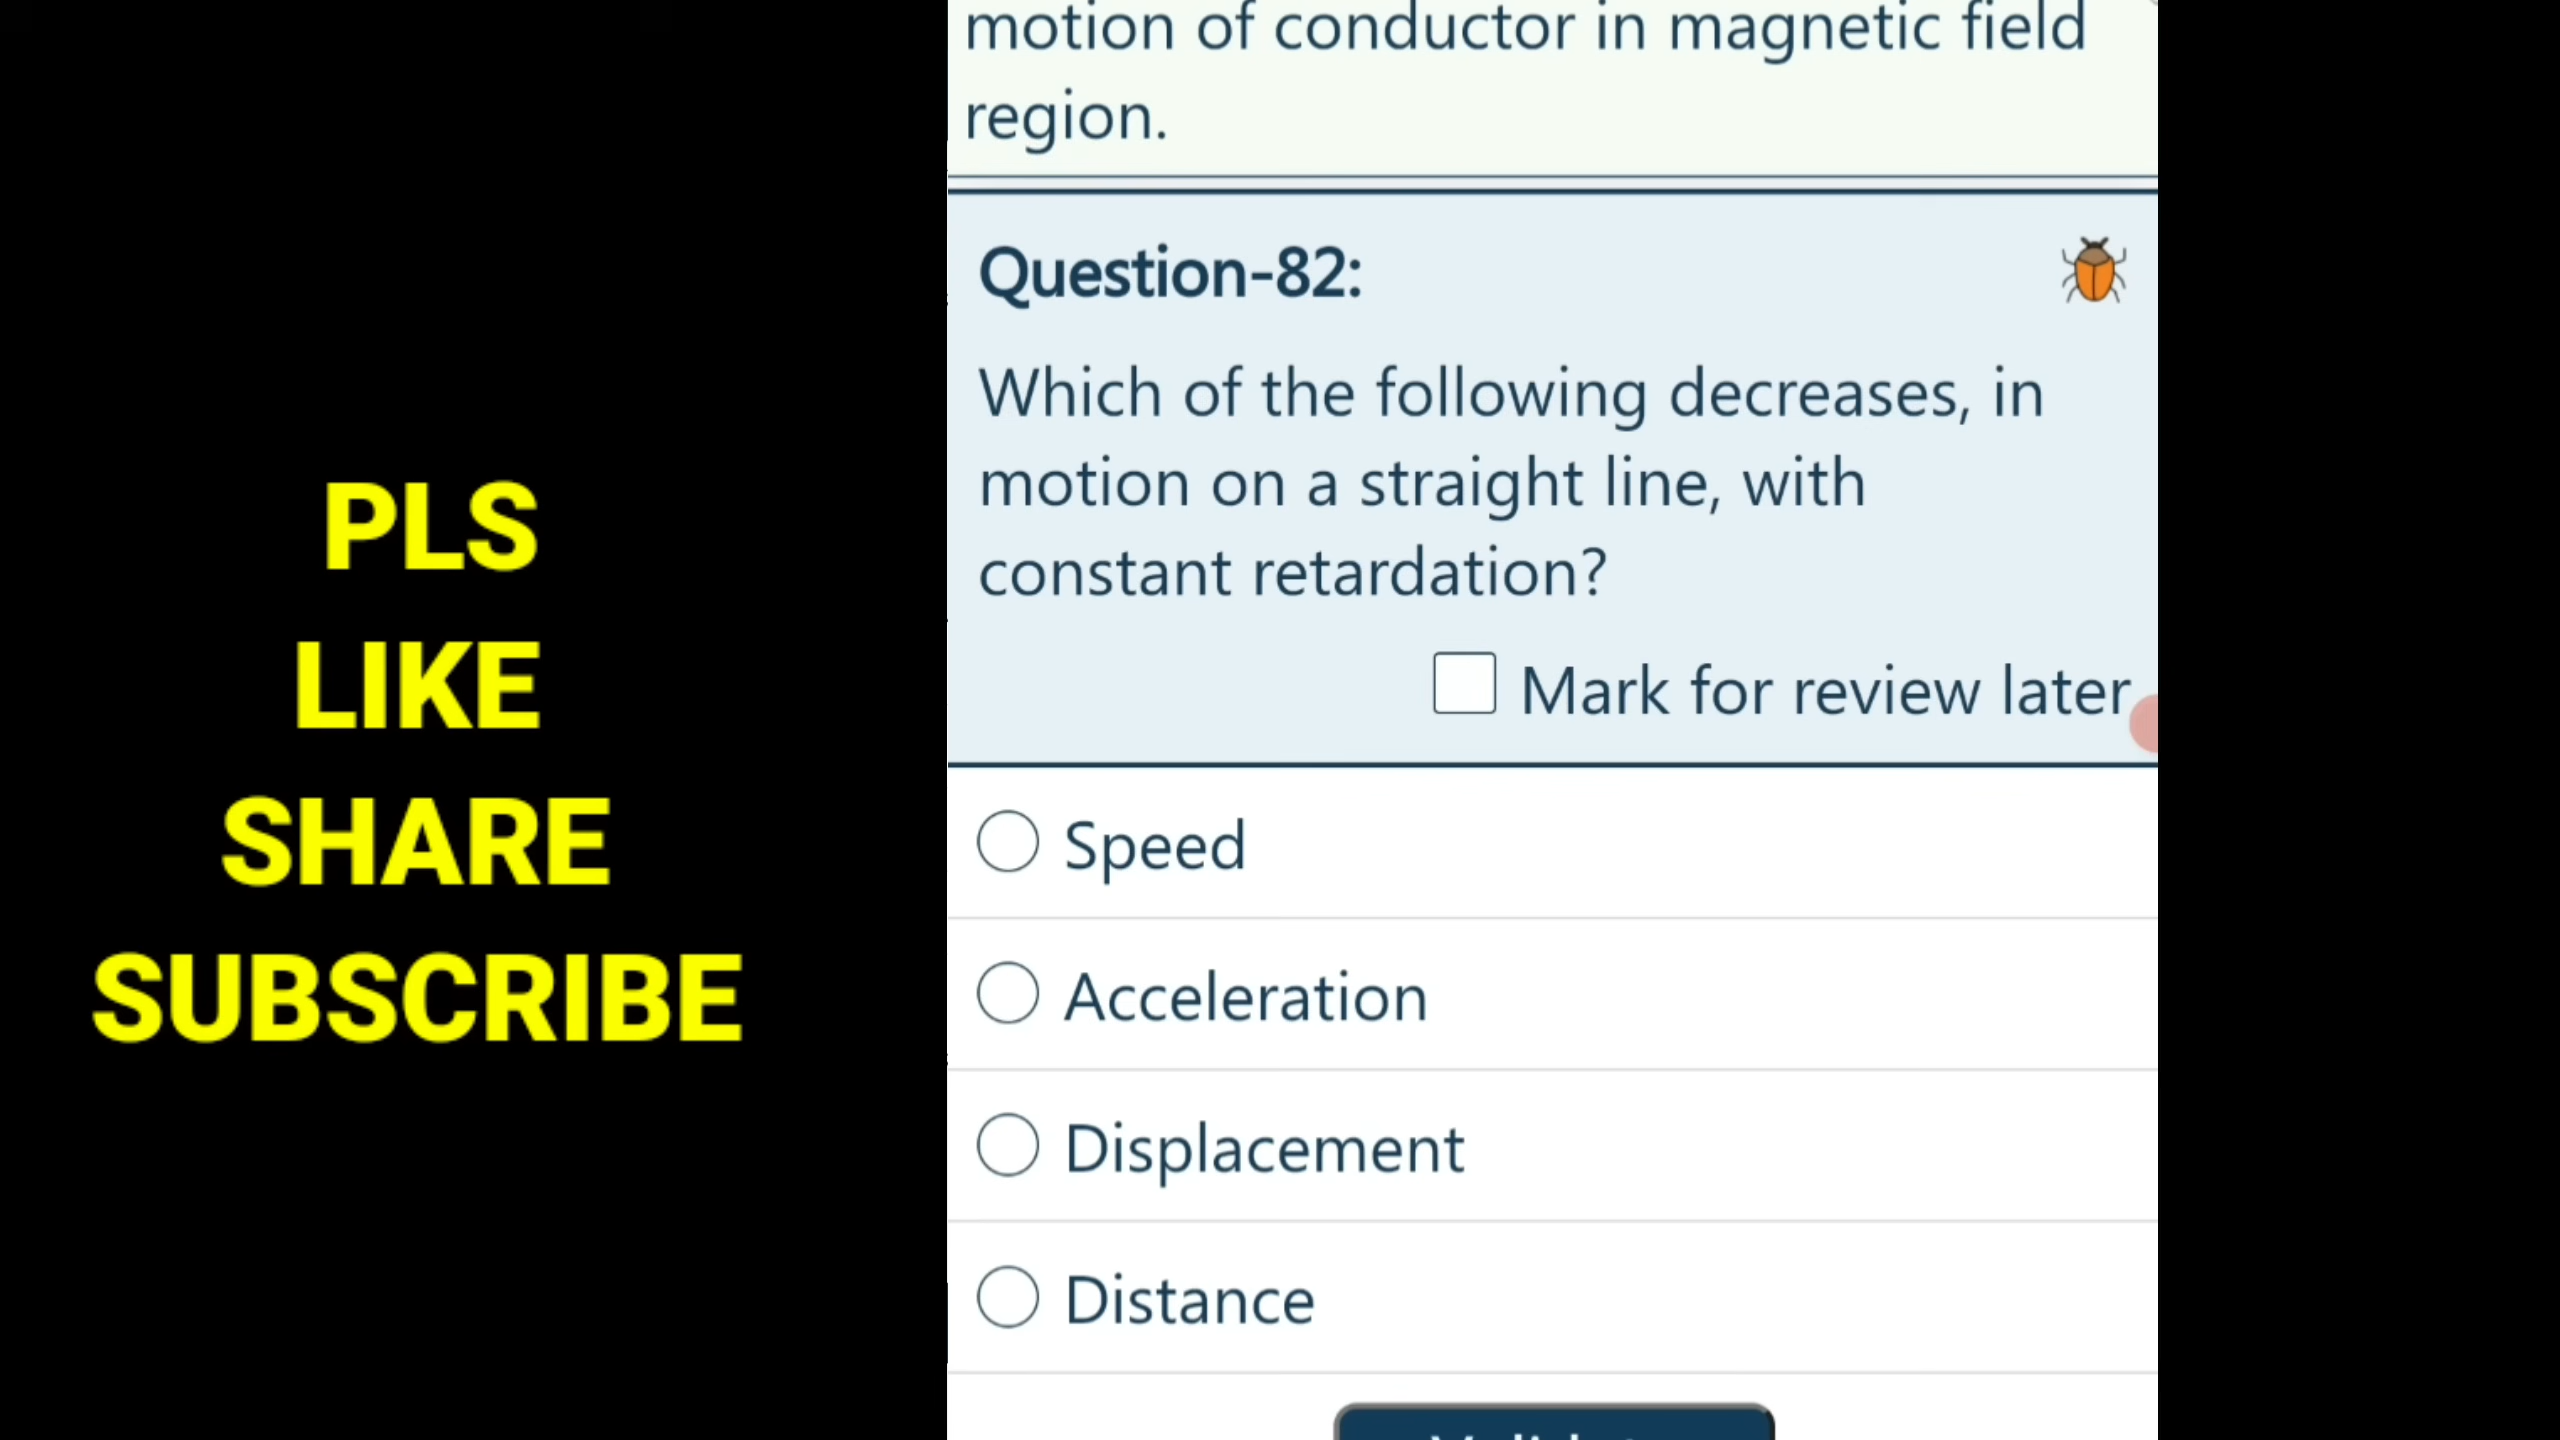 PLS
LIKE
SHARE
SUBSCRIBE
motion of conductor in magnetic field
region.
Question-82:
Which of the following decreases, in
motion on a straight line, with
constant retardation?
Mark for review later
Speed
Acceleration
Displacement
Distance